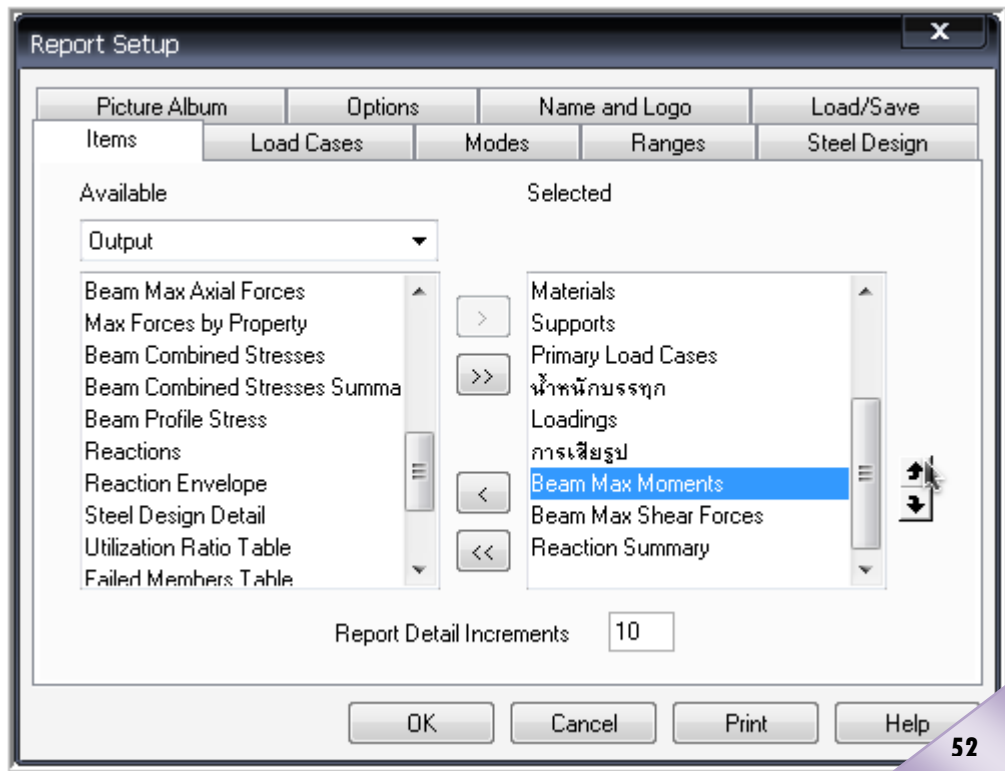 Report Setup
x
Picture Album
Options
Name and Logo
Load/Save
Items
Load Cases
Modes
Ranges
Steel Design
Available
Selected
Output
Beam Max Axial Forces
Max Forces by Property
Beam Combined Stresses
Beam Combined Stresses Summa
Beam Profile Stress
Reactions
Reaction Envelope
Steel Design Detail
Utilization Ratio Table
Failed Members Table
>
>>
<
<<
Materials
Supports
Primary Load Cases
น้ำหนักบรรทุก
Loadings
การเสียรูป
Beam Max Moments
Beam Max Shear Forces
Reaction Summary
Report Detail Increments
10
OK
Cancel
Print
Help
52